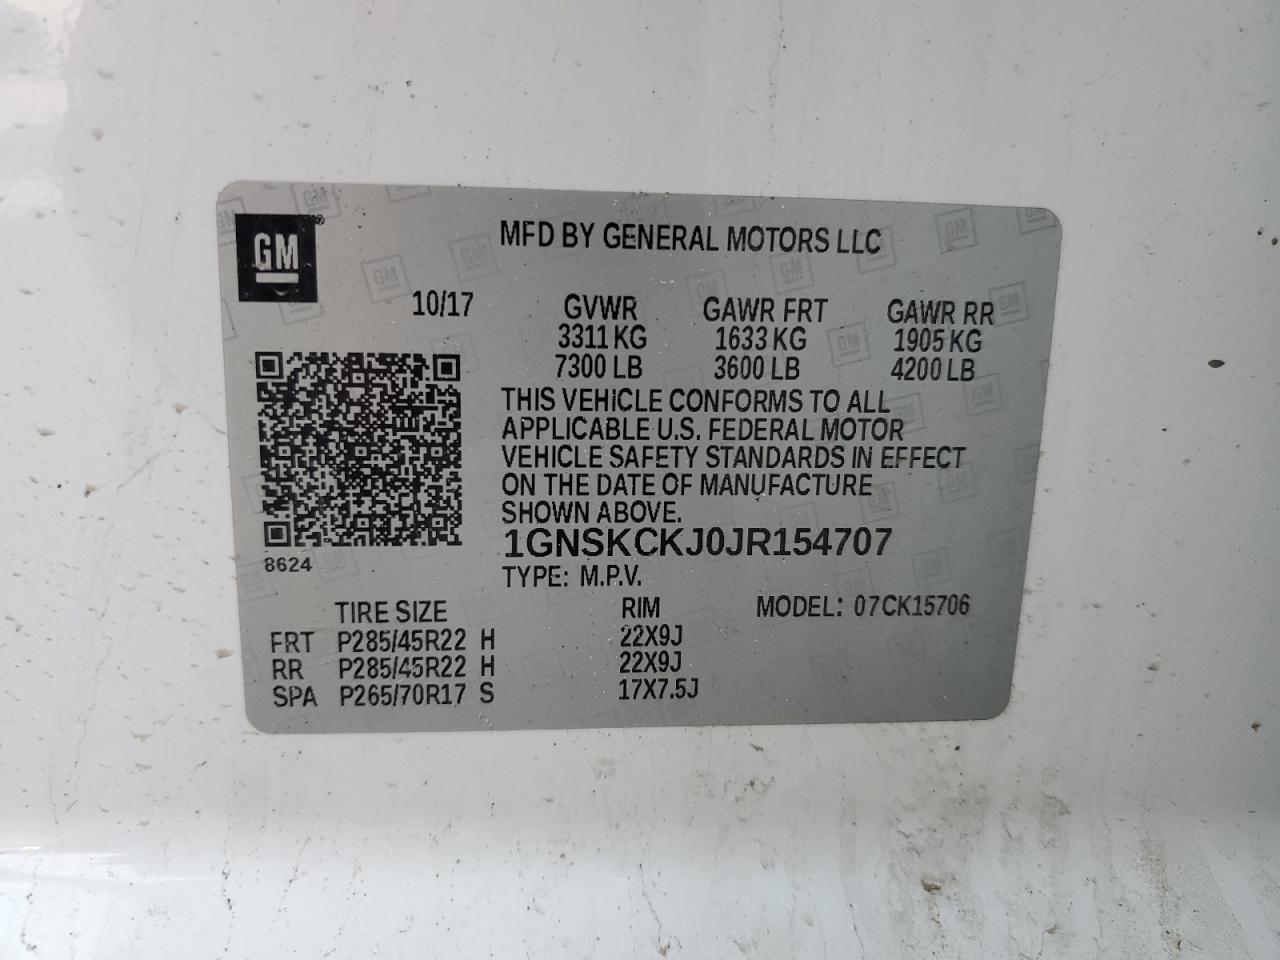 GM
MFD BY GENERAL MOTORS LLC
10/17 GVWR GAWR FRT GAWR RR
3311 KG 1633 KG 1905 KG
7300 LB 3600 LB 4200 LB
THIS VEHICLE CONFORMS TO ALL
APPLICABLE U.S. FEDERAL MOTOR
VEHICLE SAFETY STANDARDS IN EFFECT
ON THE DATE OF MANUFACTURE
SHOWN ABOVE.
1GNSKCKJ0JR154707
8624
TYPE: M.P.V.
TIRE SIZE RIM MODEL: 07CK15706
FRT P285/45R22 H 22X9J
RR P285/45R22 H 22X9J
SPA P265/70R17 S 17X7.5J